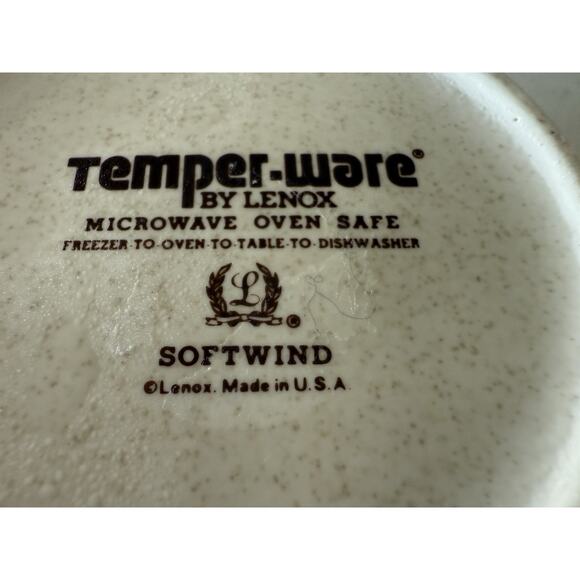 Temper-ware®
BY LENOX
MICROWAVE OVEN SAFE
FREEZER-TO-OVEN-TO-TABLE-TO-DISHWASHER
L
©
SOFTWIND
©Lenox. Made in U.S.A.